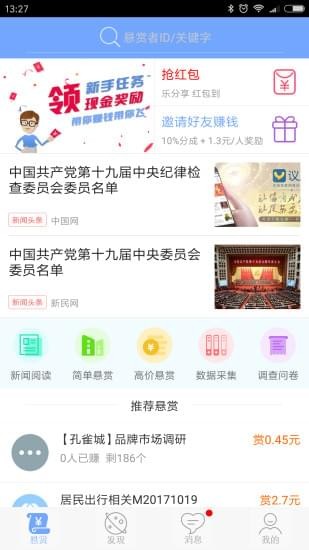 13:27
悬赏者ID/关键字
领
新手任务
现金奖励
带你赚钱带你飞
抢红包
乐分享 红包到
邀请好友赚钱
10%分成 + 1.3元/人奖励
中国共产党第十九届中央纪律检
查委员会委员名单
新闻头条 中国网
中国共产党第十九届中央委员会
委员名单
新闻头条 新民网
新闻阅读 简单悬赏 高价悬赏 数据采集 调查问卷
推荐悬赏
【孔雀城】品牌市场调研 赏0.45元
0人已赚 剩186个
居民出行相关M20171019 赏2.7元
悬赏 发现 消息 我的